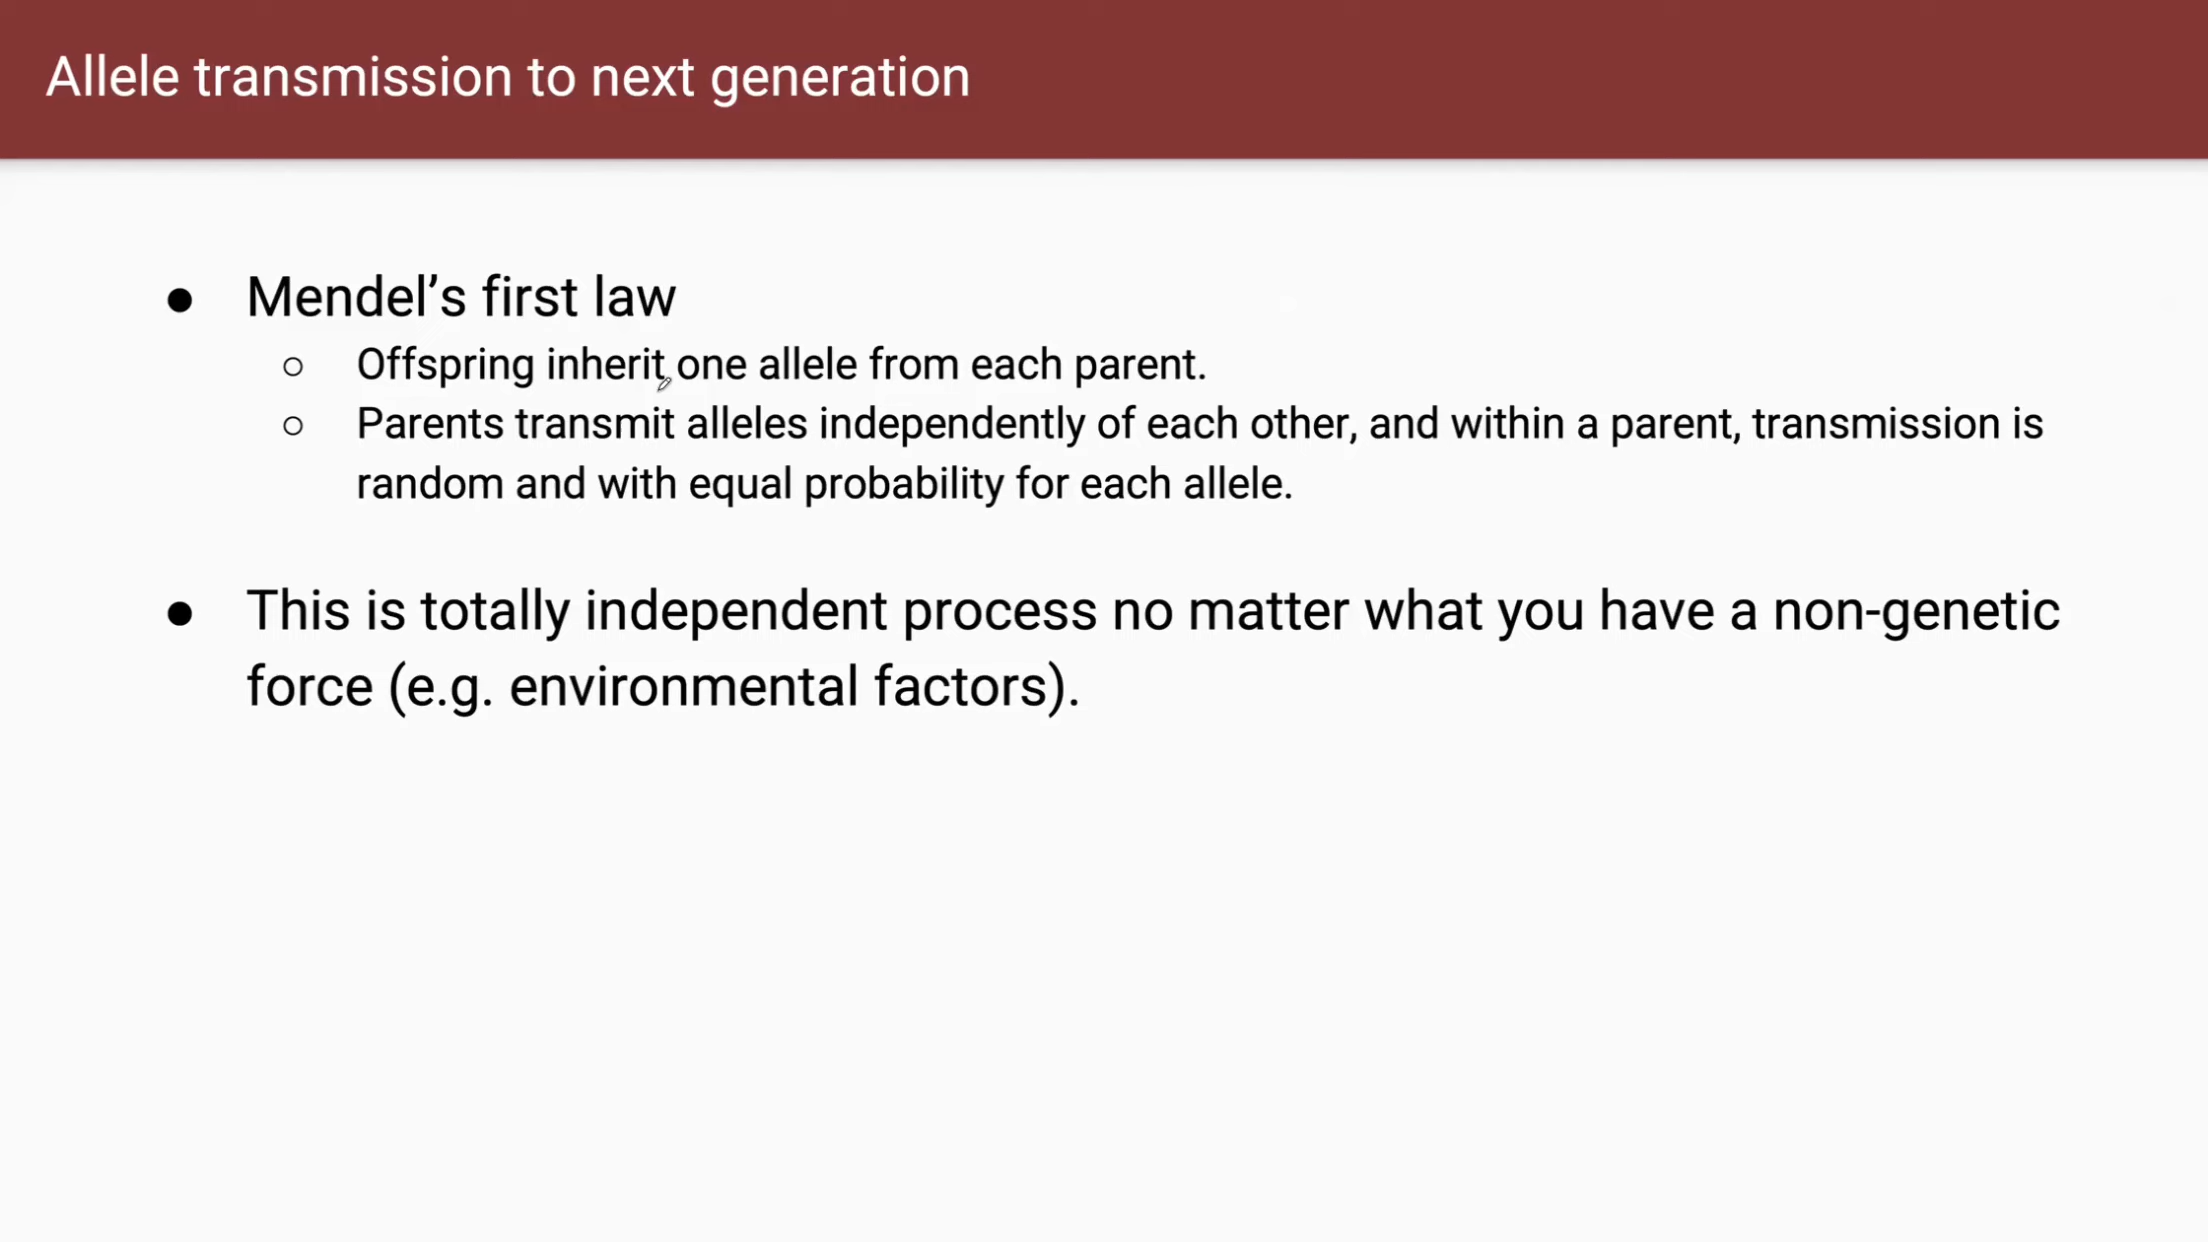 Allele transmission to next generation
● Mendel’s first law
○ Offspring inherit one allele from each parent.
○ Parents transmit alleles independently of each other, and within a parent, transmission is
random and with equal probability for each allele.
● This is totally independent process no matter what you have a non-genetic
force (e.g. environmental factors).